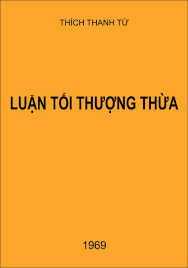 THÍCH THANH TỪ
LUẬN TỐI THƯỢNG THỪA
1969